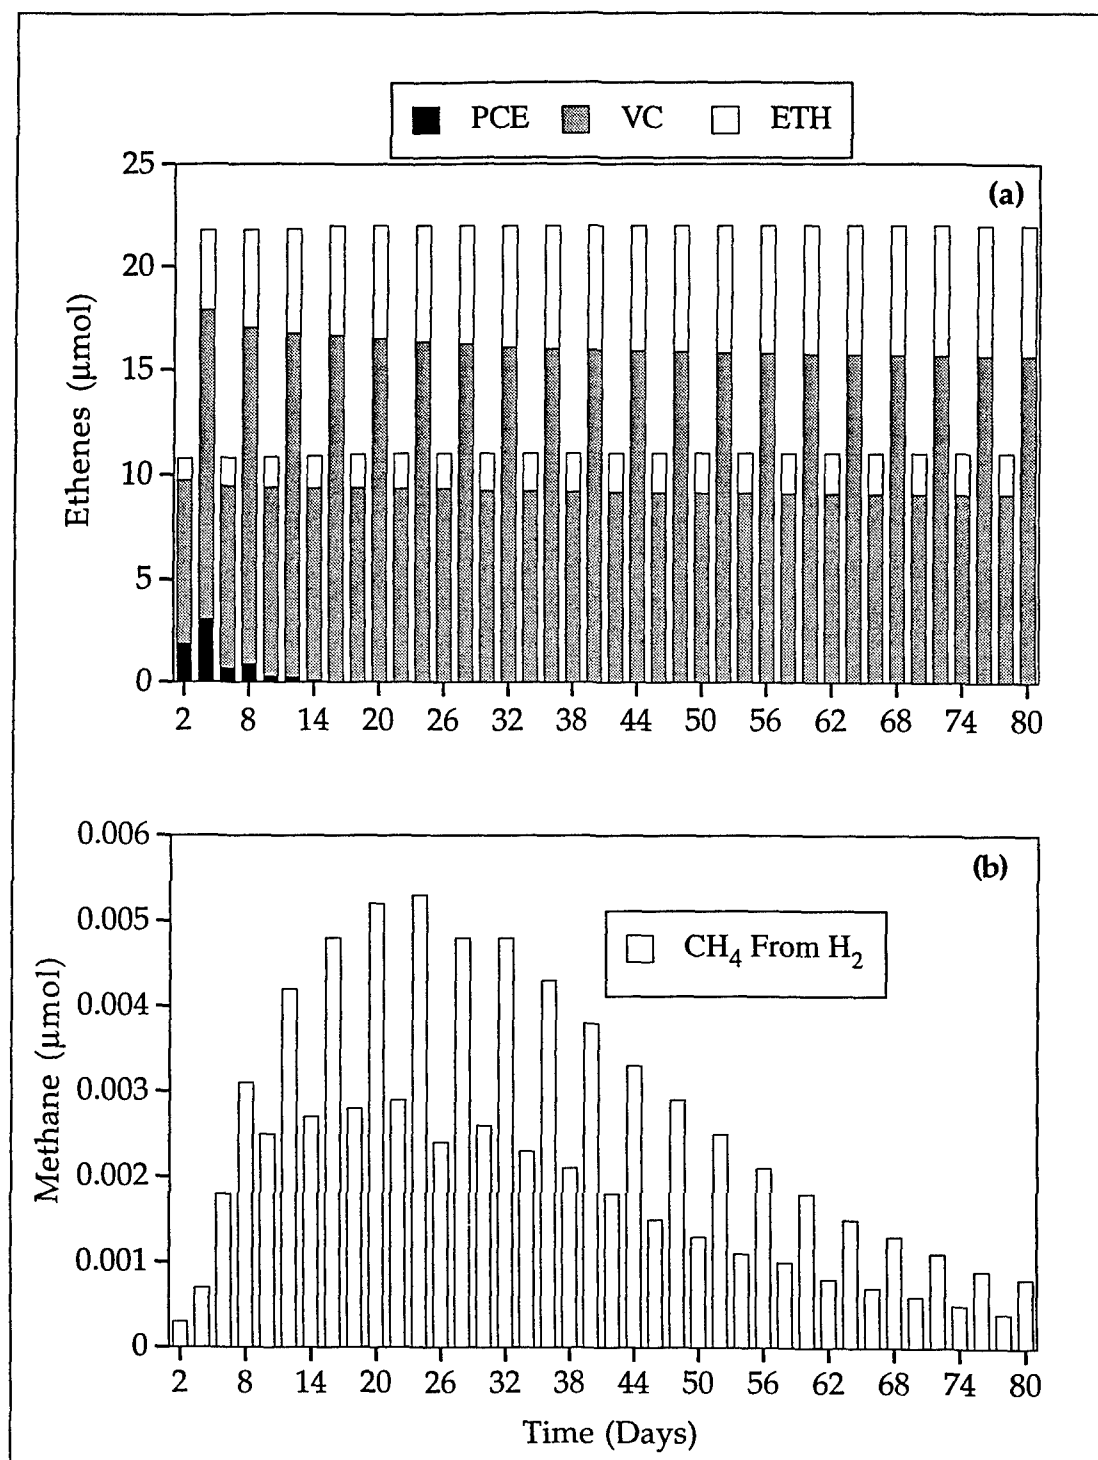 PCE VC ETH
(a)
25
20
15
10
5
0
Ethenes (µmol)
2 8 14 20 26 32 38 44 50 56 62 68 74 80
(b)
0.006
0.005
0.004
0.003
0.002
0.001
0
Methane (µmol)
CH₄ From H₂
2 8 14 20 26 32 38 44 50 56 62 68 74 80
Time (Days)